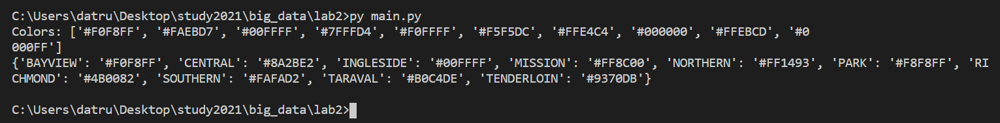 C:\Users\datru\Desktop\study2021\big_data\lab2>py main.py
Colors: ['#F0F8FF', '#FAEBD7', '#00FFFF', '#7FFFD4', '#F0FFFF', '#F5F5DC', '#FFE4C4', '#000000', '#FFEBCD', '#0
000FF']
{'BAYVIEW': '#F0F8FF', 'CENTRAL': '#8A2BE2', 'INGLESIDE': '#00FFFF', 'MISSION': '#FF8C00', 'NORTHERN': '#FF1493', 'PARK': '#F8F8FF', 'RI
CHMOND': '#4B0082', 'SOUTHERN': '#FAFAD2', 'TARAVAL': '#B0C4DE', 'TENDERLOIN': '#9370DB'}
C:\Users\datru\Desktop\study2021\big_data\lab2>